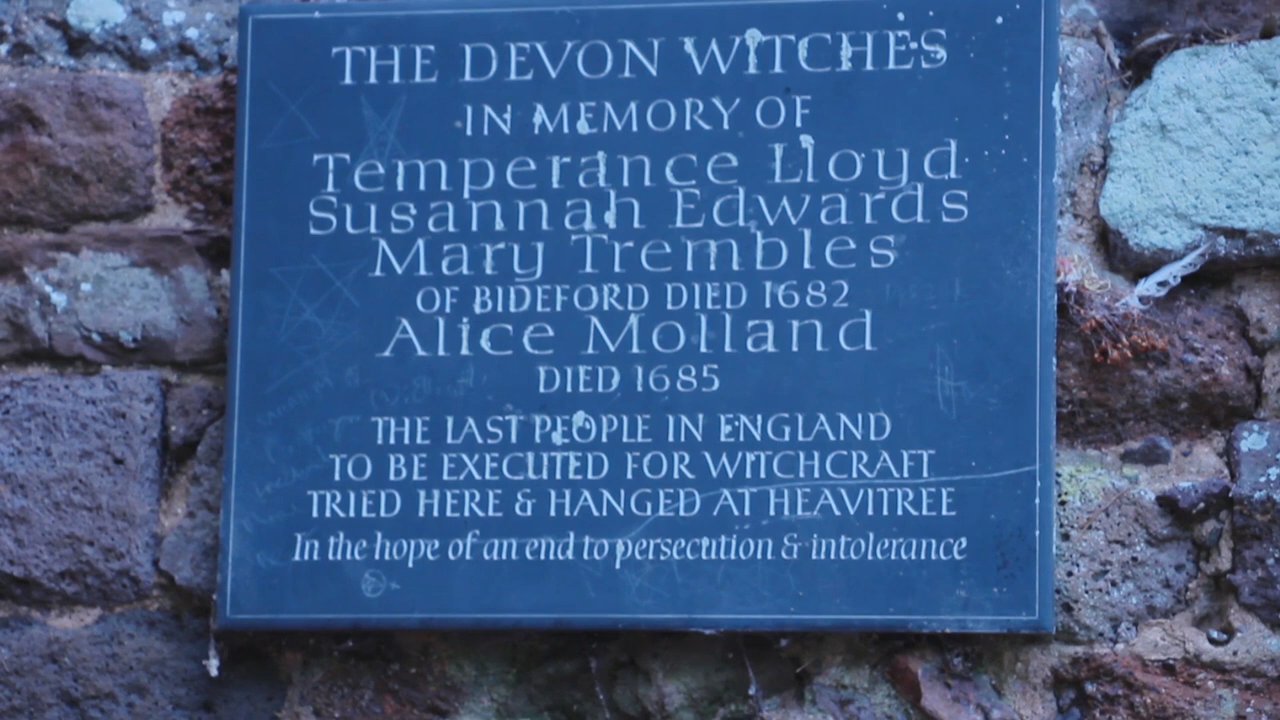 THE DEVON WITCHES
IN MEMORY OF
Temperance Lloyd
Susannah Edwards
Mary Trembles
OF BIDEFORD DIED 1682
Alice Molland
DIED 1685
THE LAST PEOPLE IN ENGLAND
TO BE EXECUTED FOR WITCHCRAFT
TRIED HERE & HANGED AT HEAVITREE
In the hope of an end to persecution & intolerance